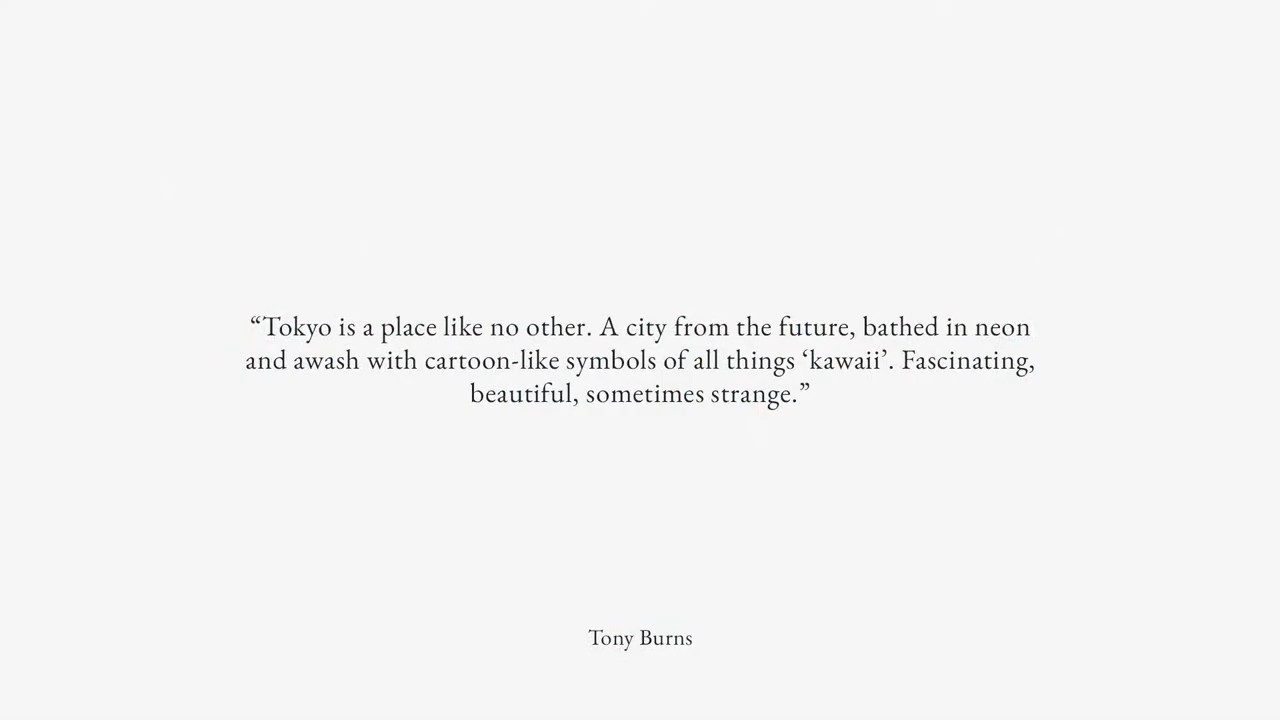 “Tokyo is a place like no other. A city from the future, bathed in neon
and awash with cartoon-like symbols of all things ‘kawaii’. Fascinating,
beautiful, sometimes strange.”
Tony Burns